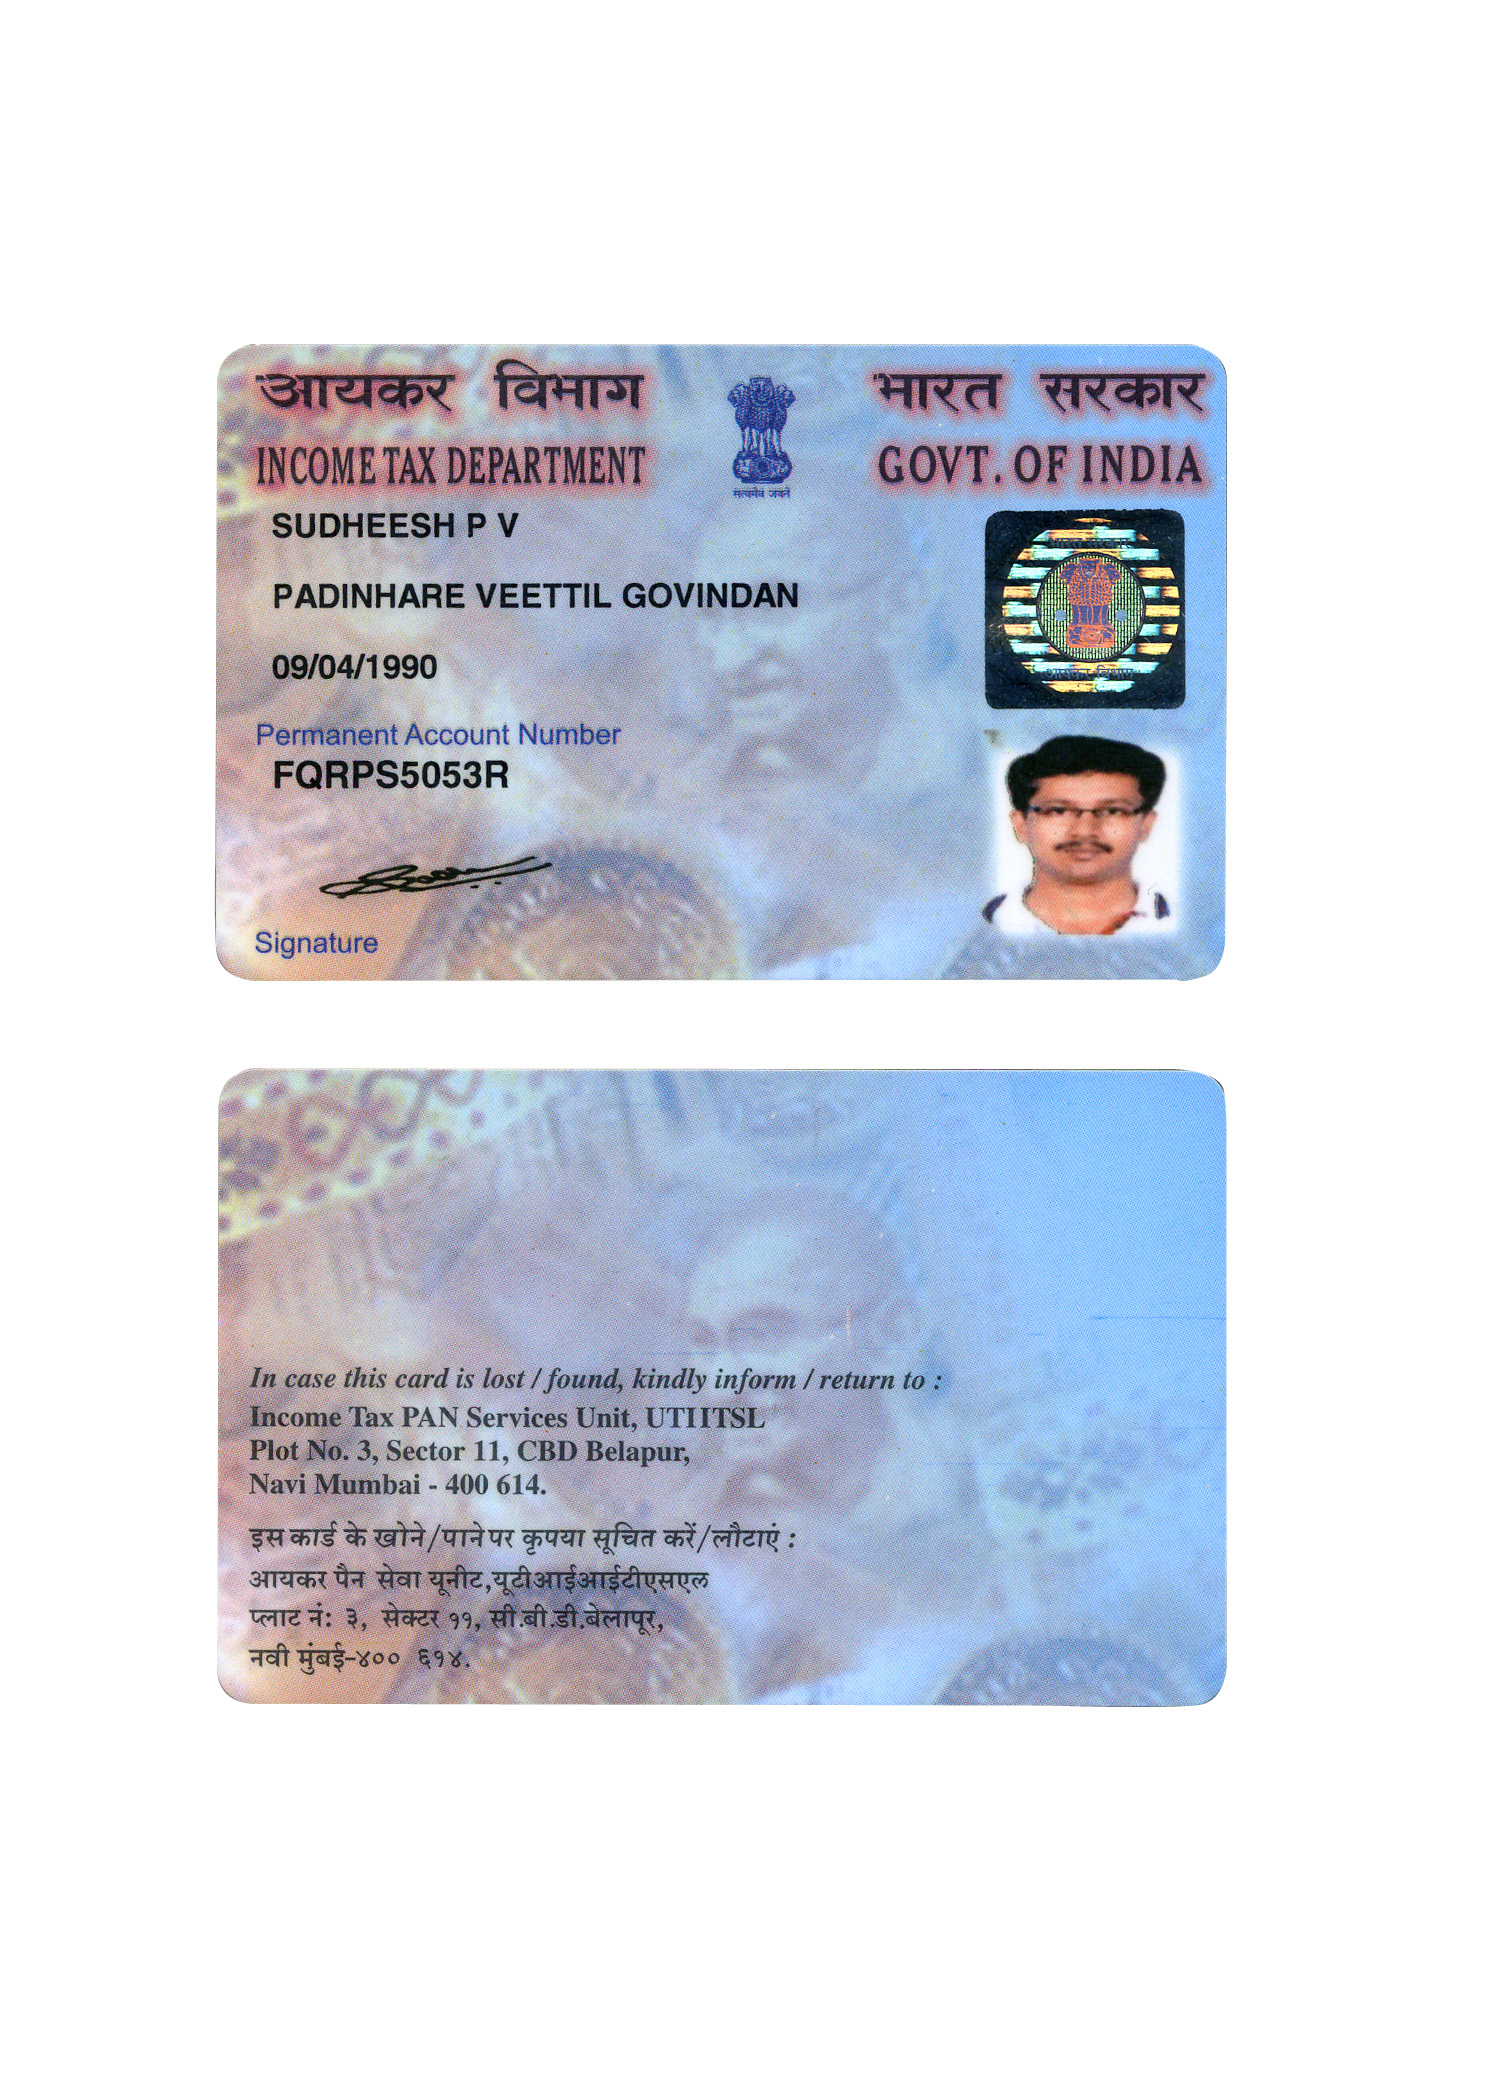 आयकर विभाग
INCOME TAX DEPARTMENT
सत्यमेव जयते
भारत सरकार
GOVT. OF INDIA
SUDHEESH P V
PADINHARE VEETTIL GOVINDAN
09/04/1990
Permanent Account Number
FQRPS5053R
Signature
In case this card is lost / found, kindly inform / return to :
Income Tax PAN Services Unit, UTIITSL
Plot No. 3, Sector 11, CBD Belapur,
Navi Mumbai - 400 614.
इस कार्ड के खोने/पाने पर कृपया सूचित करें/लौटाएं :
आयकर पैन सेवा यूनीट,यूटीआईआईटीएसएल
प्लाट नं: ३, सेक्टर ११, सी.बी.डी.बेलापूर,
नवी मुंबई-४०० ६१४.